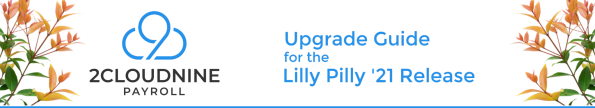 2CLOUDNINE
PAYROLL
Upgrade Guide
for the
Lilly Pilly '21 Release